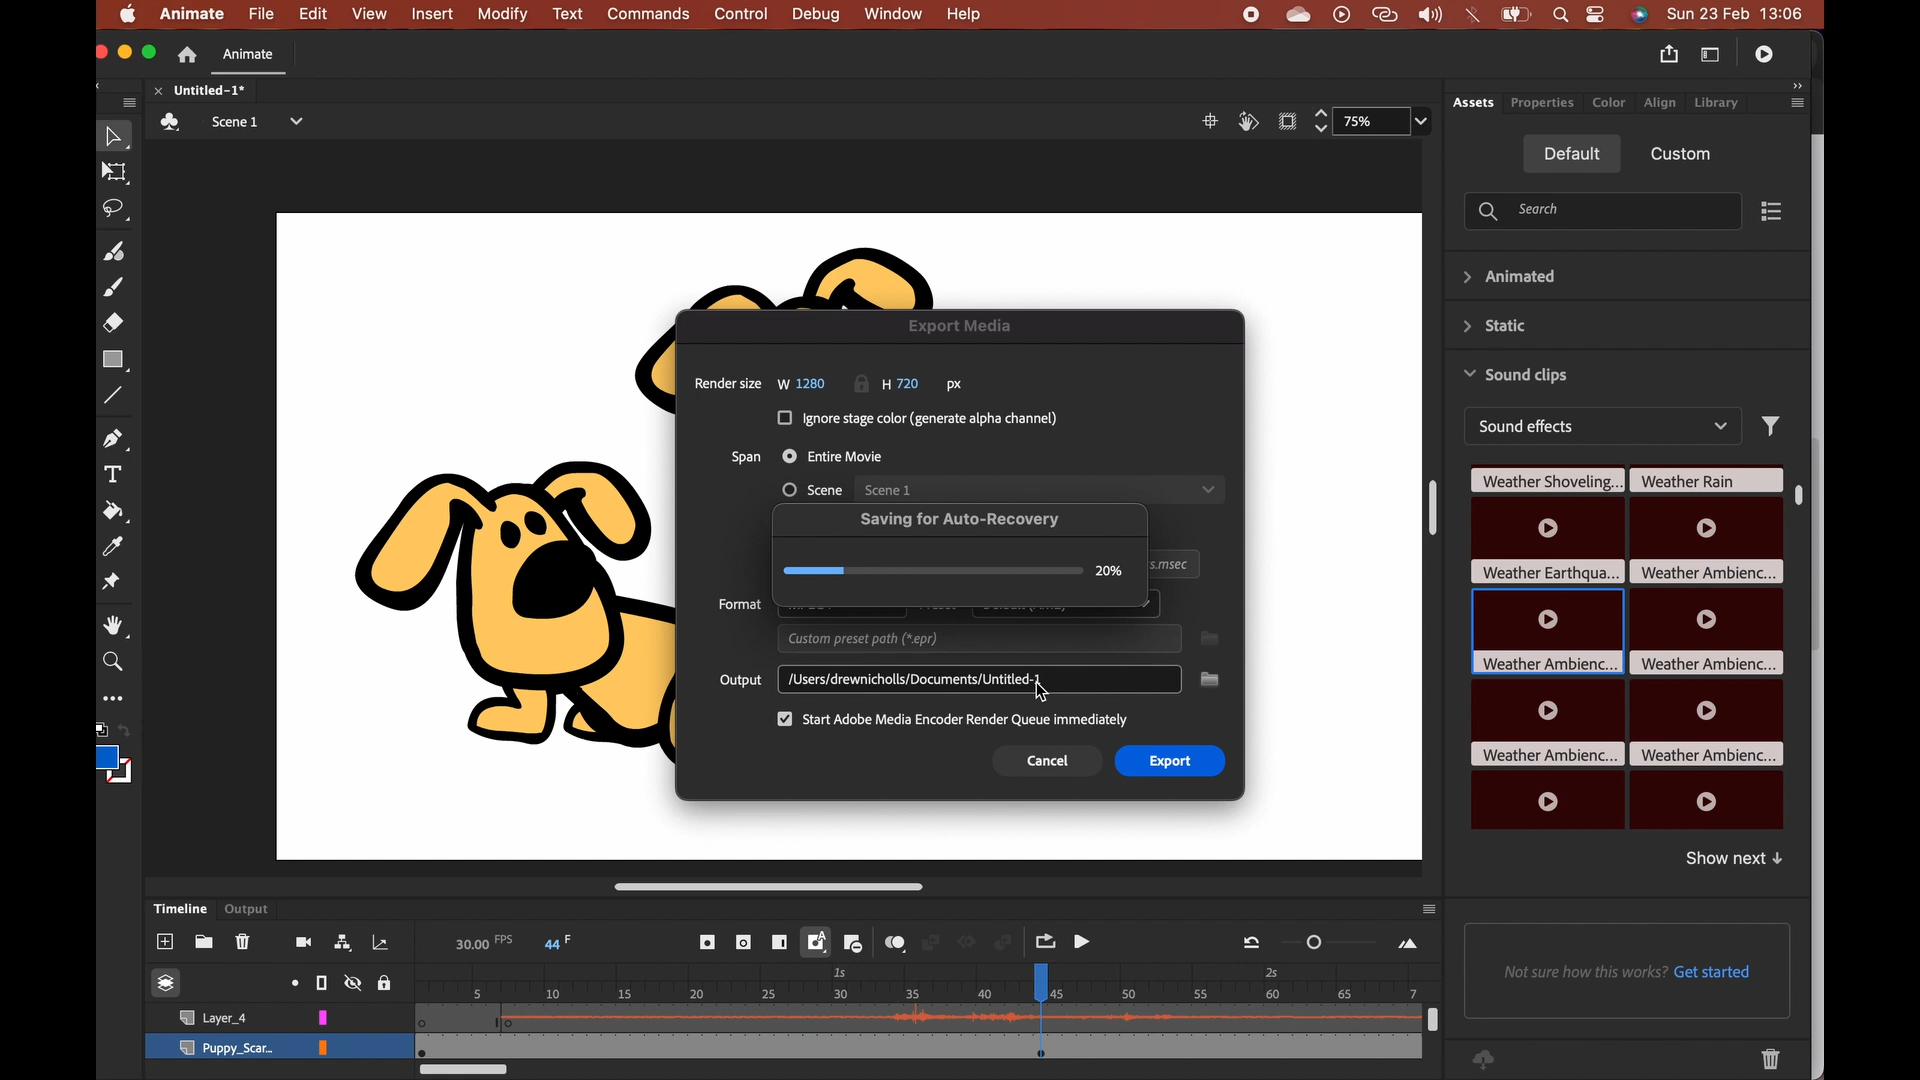 Animate File Edit View Insert Modify Text Commands Control Debug Window Help Sun 23 Feb 13:06
Animate
Untitled-1*
Scene 1 75%
Assets Properties Color Align Library
Default Custom
Search
Animated
Static
Sound clips
Sound effects
Weather Shoveling... Weather Rain
Weather Earthqua... Weather Ambienc...
Weather Ambienc... Weather Ambienc...
Weather Ambienc... Weather Ambienc...
Show next
Not sure how this works? Get started
Export Media
Render size W 1280 H 720 px
Ignore stage color (generate alpha channel)
Span Entire Movie
Scene Scene 1
Saving for Auto-Recovery
20% s.msec
Format
Custom preset path (*.epr)
Output /Users/drewnicholls/Documents/Untitled-1
Start Adobe Media Encoder Render Queue immediately
Cancel Export
Timeline Output
30.00 FPS 44 F
1s 2s
5 10 15 20 25 30 35 40 45 50 55 60 65 7
Layer_4
Puppy_Scar...